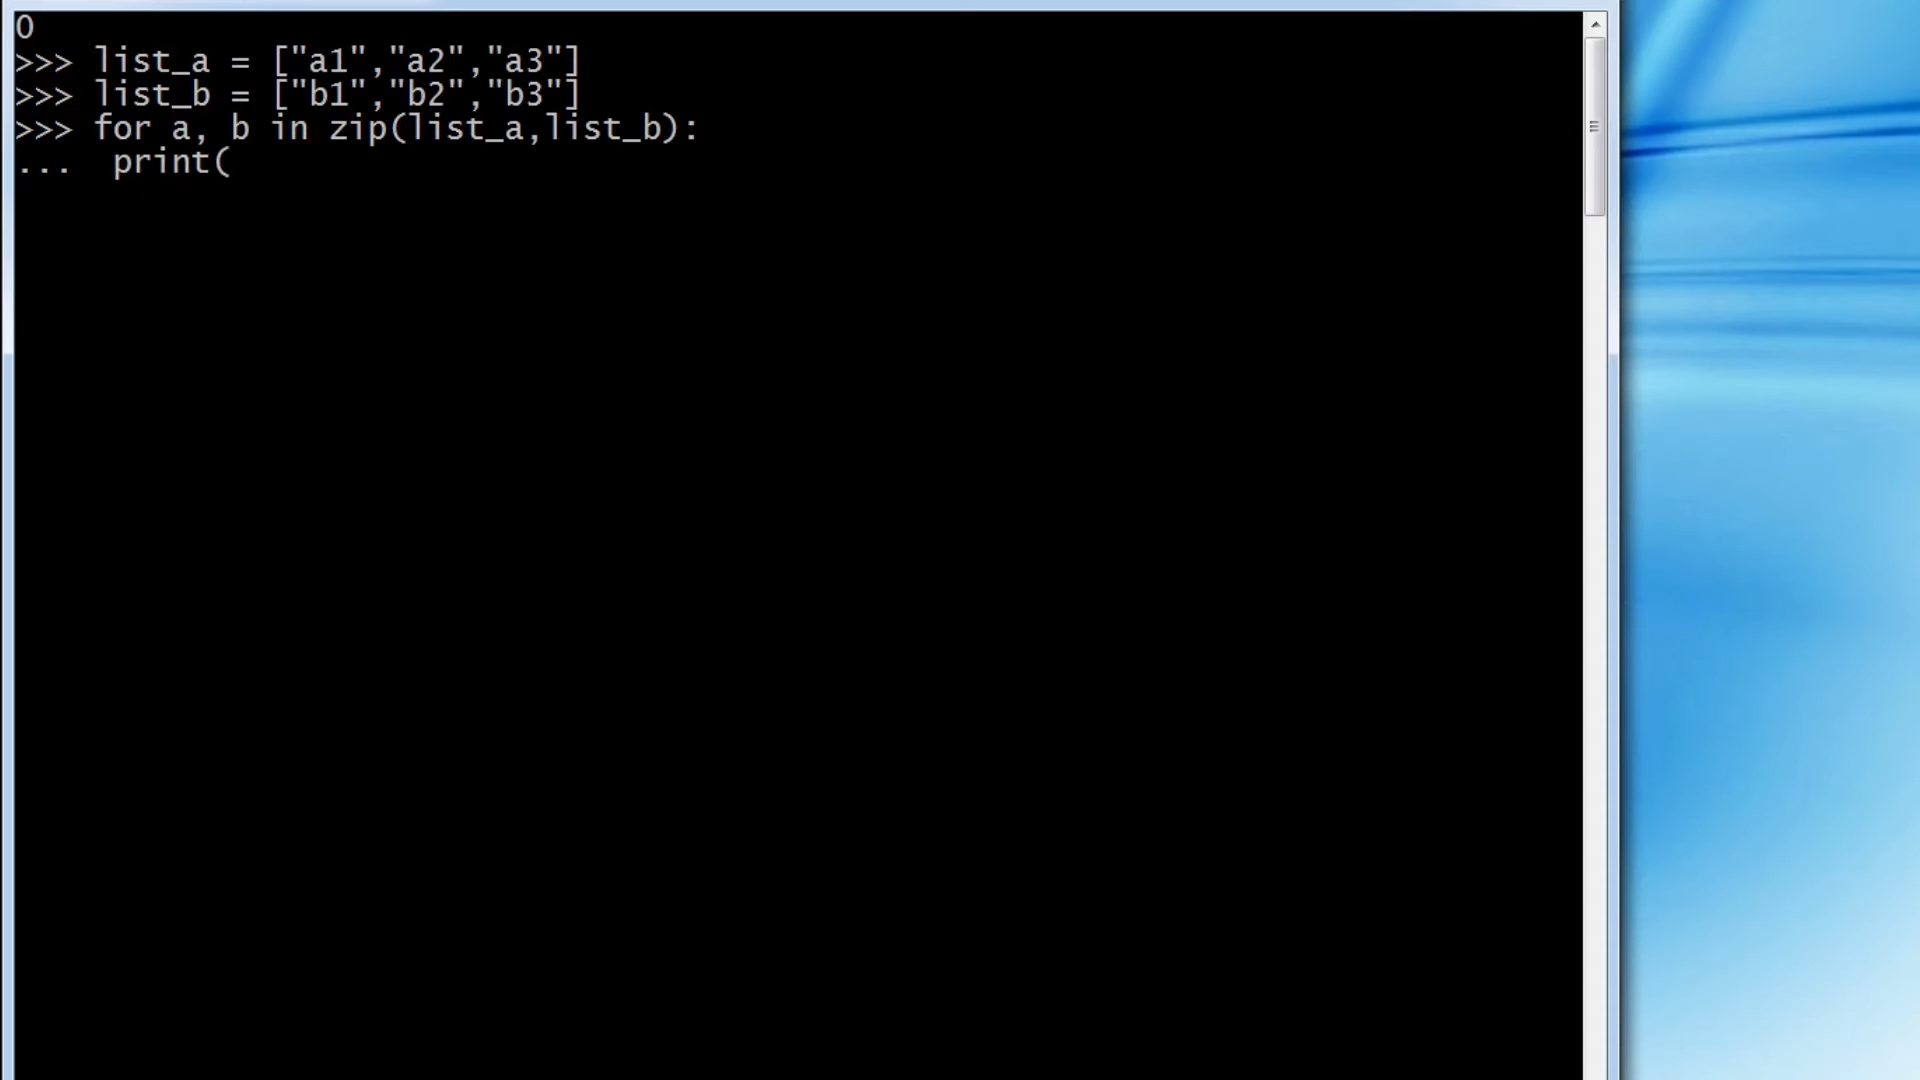 0
>>> list_a = ["a1","a2","a3"]
>>> list_b = ["b1","b2","b3"]
>>> for a, b in zip(list_a,list_b):
...  print(